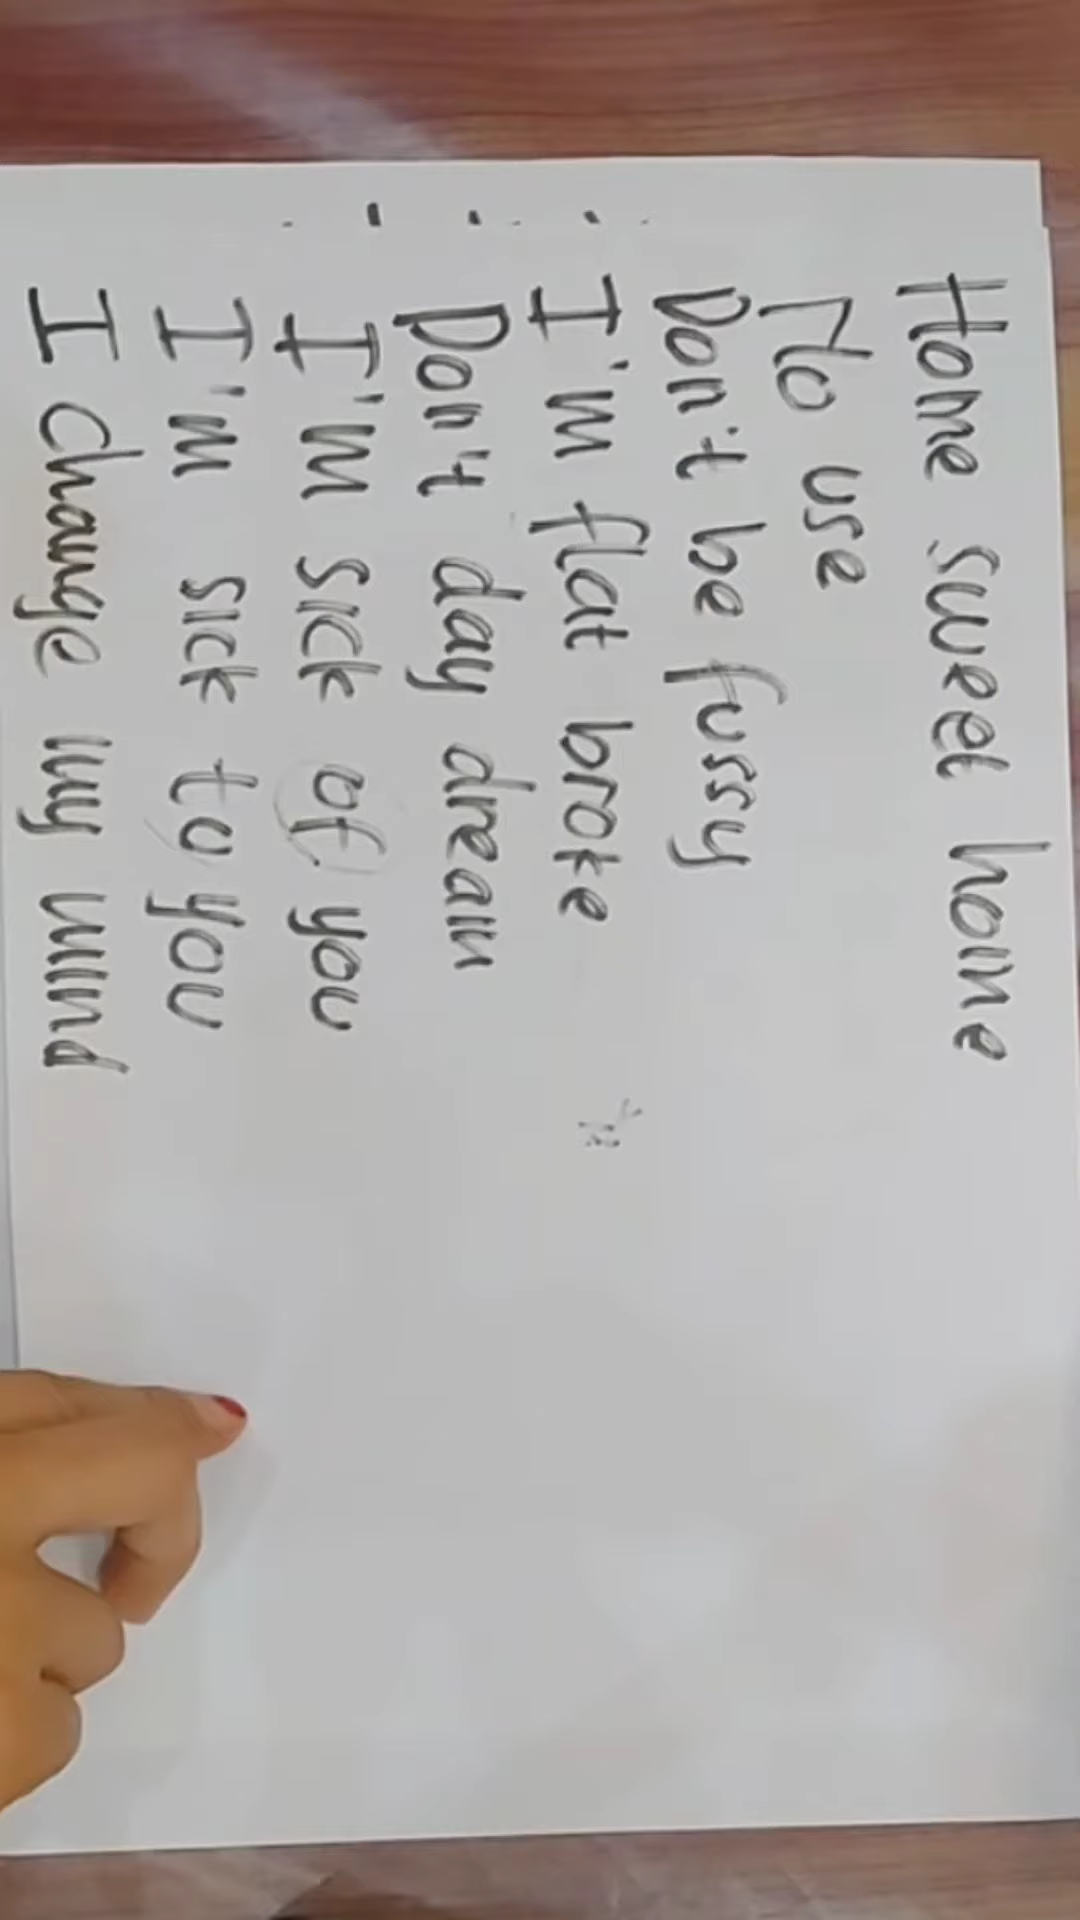 Home sweet home
No use
Don't be fussy
I'm flat broke
Don't day dream
I'm sick of you
I'm sick to you
I change my mind